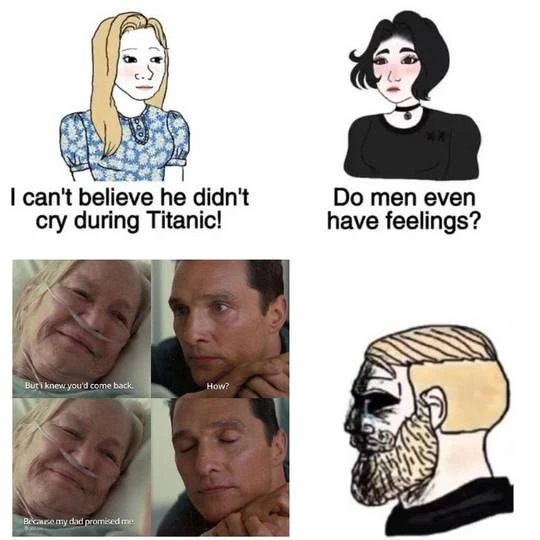 I can't believe he didn't
cry during Titanic!
Do men even
have feelings?
But i knew you'd come back.
How?
Because my dad promised me.